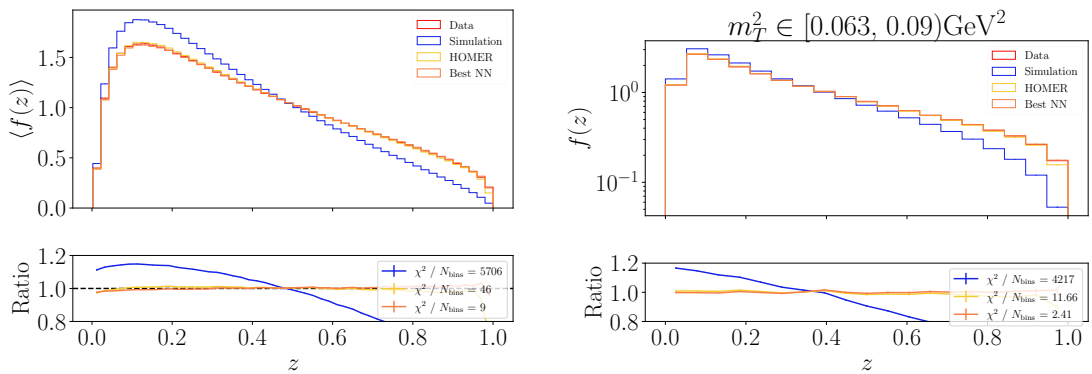 ⟨f(z)⟩
1.5
1.0
0.5
0.0
Data
Simulation
HOMER
Best NN
Ratio
1.2
1.0
0.8
χ² / N_bins = 5706
χ² / N_bins = 46
χ² / N_bins = 9
0.0 0.2 0.4 0.6 0.8 1.0
z
m_T² ∈ [0.063, 0.09)GeV²
f(z)
10⁰
10⁻¹
Data
Simulation
HOMER
Best NN
Ratio
1.2
1.0
0.8
χ² / N_bins = 4217
χ² / N_bins = 11.66
χ² / N_bins = 2.41
0.0 0.2 0.4 0.6 0.8 1.0
z